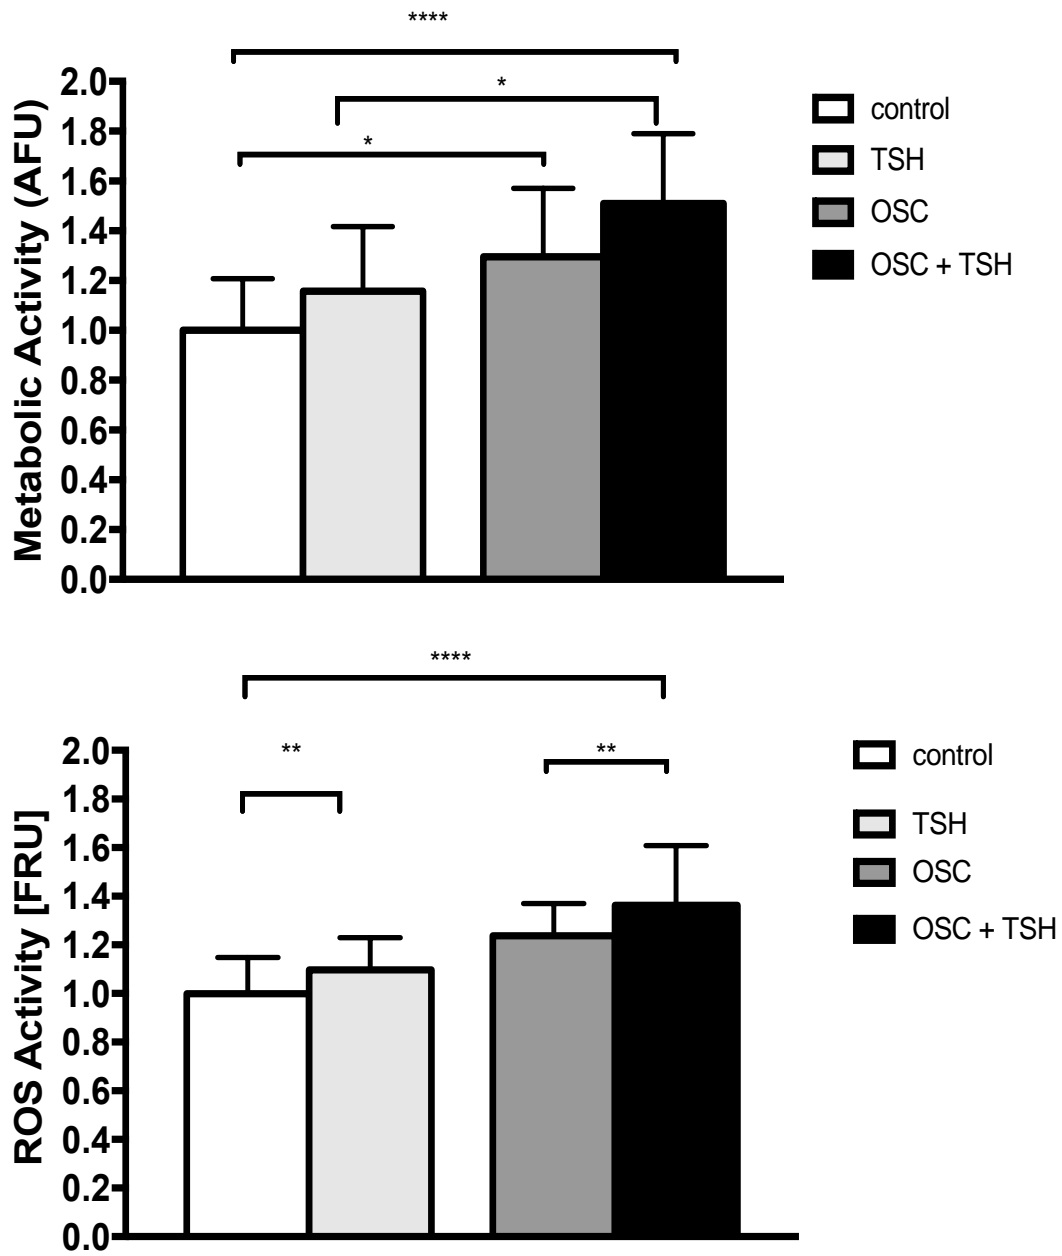 ****
*
*
2.0
1.8
1.6
1.4
1.2
1.0
0.8
0.6
0.4
0.2
0.0
Metabolic Activity (AFU)
control
TSH
OSC
OSC + TSH
****
**
**
2.0
1.8
1.6
1.4
1.2
1.0
0.8
0.6
0.4
0.2
0.0
ROS Activity [FRU]
control
TSH
OSC
OSC + TSH